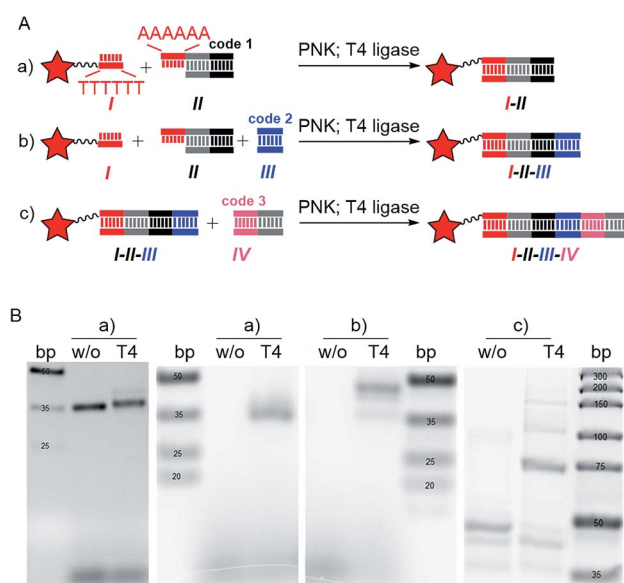 A
AAAAAA
code 1
a)
+
PNK; T4 ligase
TTTTTT
I
II
I-II
b)
+
+
code 2
PNK; T4 ligase
I
II
III
I-II-III
c)
+
code 3
PNK; T4 ligase
I-II-III
IV
I-II-III-IV
B
a) a) b) c)
bp w/o T4 bp w/o T4 w/o T4 bp w/o T4 bp
50
35
25
50
35
25
20
50
35
25
20
300
200
150
100
75
50
35